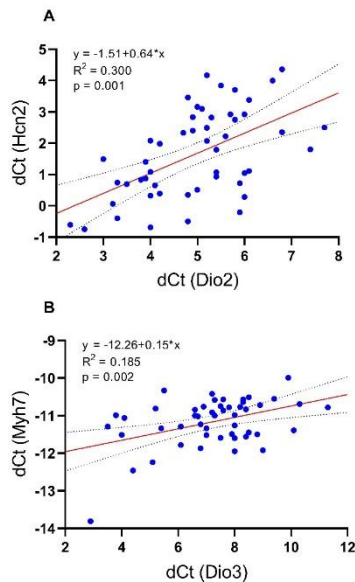 A
y = -1.51+0.64*x
R² = 0.300
p = 0.001
dCt (Hcn2)
5
4
3
2
1
0
-1
2 3 4 5 6 7 8
dCt (Dio2)
B
y = -12.26+0.15*x
R² = 0.185
p = 0.002
dCt (Myh7)
-9
-10
-11
-12
-13
-14
2 4 6 8 10 12
dCt (Dio3)